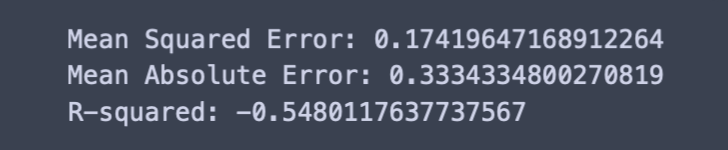 Mean Squared Error: 0.17419647168912264
Mean Absolute Error: 0.3334334800270819
R-squared: -0.5480117637737567